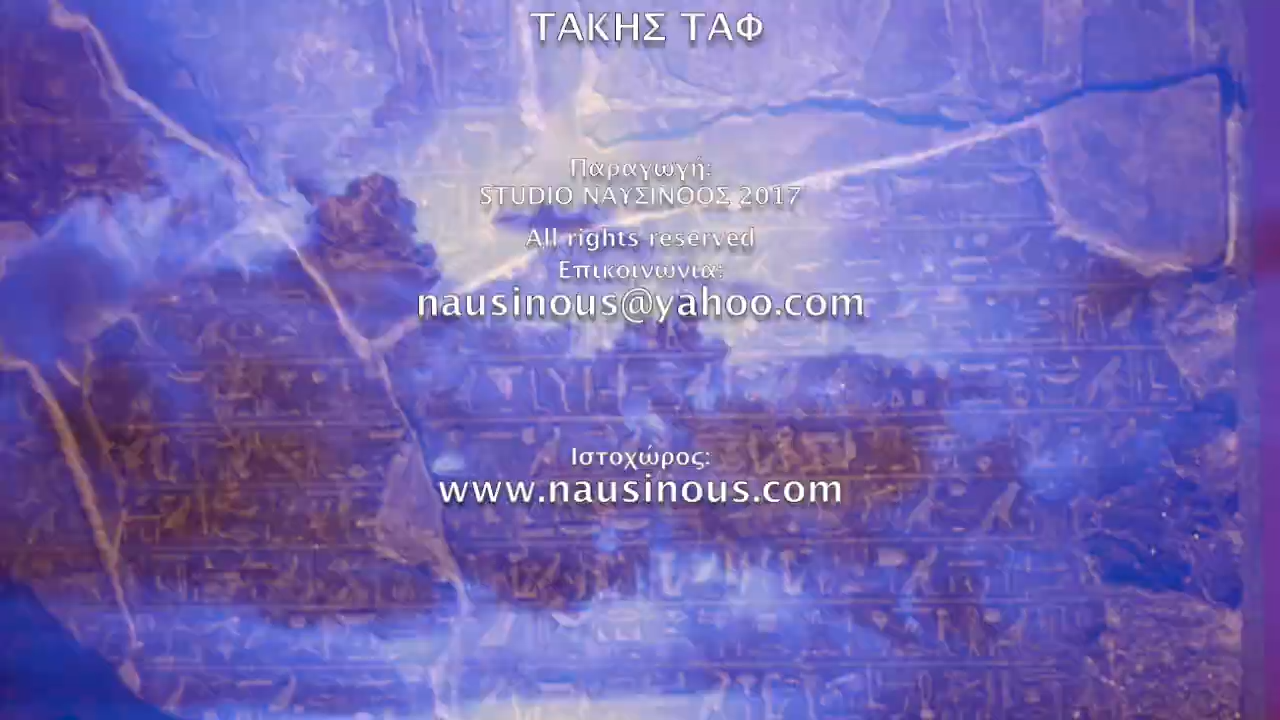 ΤΑΚΗΣ ΤΑΦ
Παραγωγή:
STUDIO ΝΑΥΣΙΝΟΟΣ 2017
All rights reserved
Επικοινωνια:
nausinous@yahoo.com
Ιστοχώρος:
www.nausinous.com